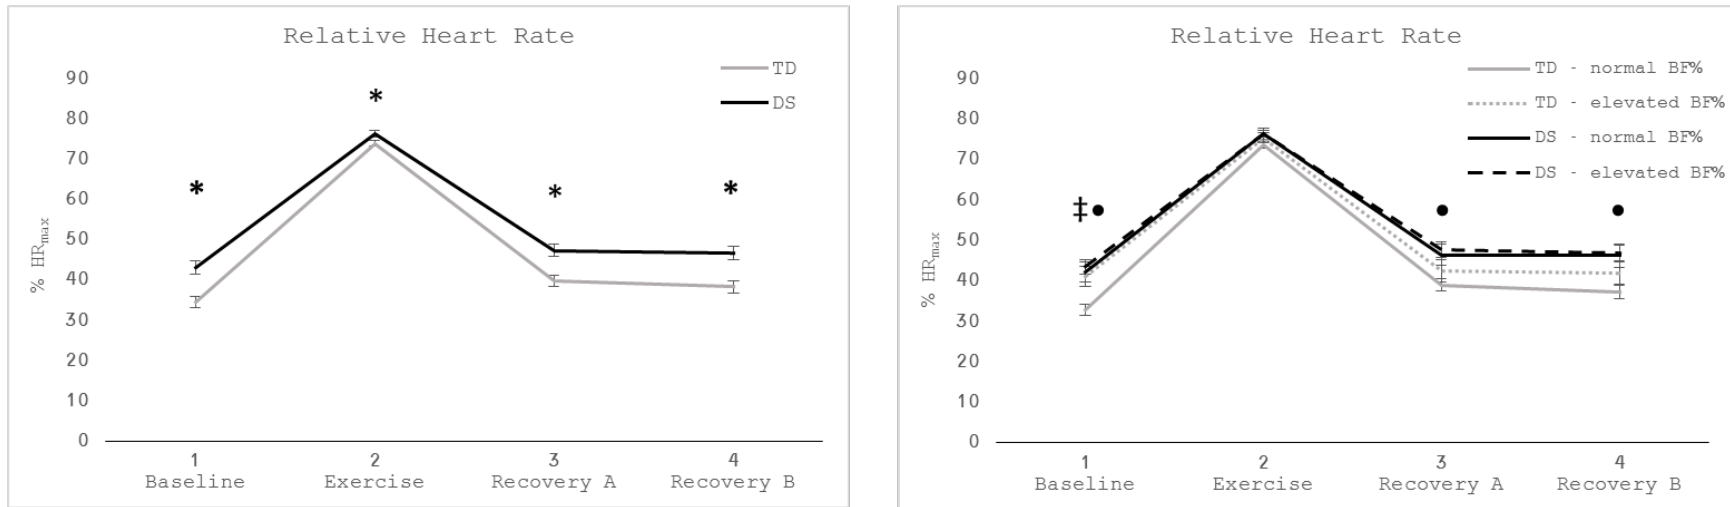 Relative Heart Rate
TD
DS
% HRmax
90
80
70
60
50
40
30
20
10
0
*
*
*
*
1
2
3
4
Baseline
Exercise
Recovery A
Recovery B
Relative Heart Rate
TD - normal BF%
TD - elevated BF%
DS - normal BF%
DS - elevated BF%
% HRmax
90
80
70
60
50
40
30
20
10
0
‡●
●
●
1
2
3
4
Baseline
Exercise
Recovery A
Recovery B